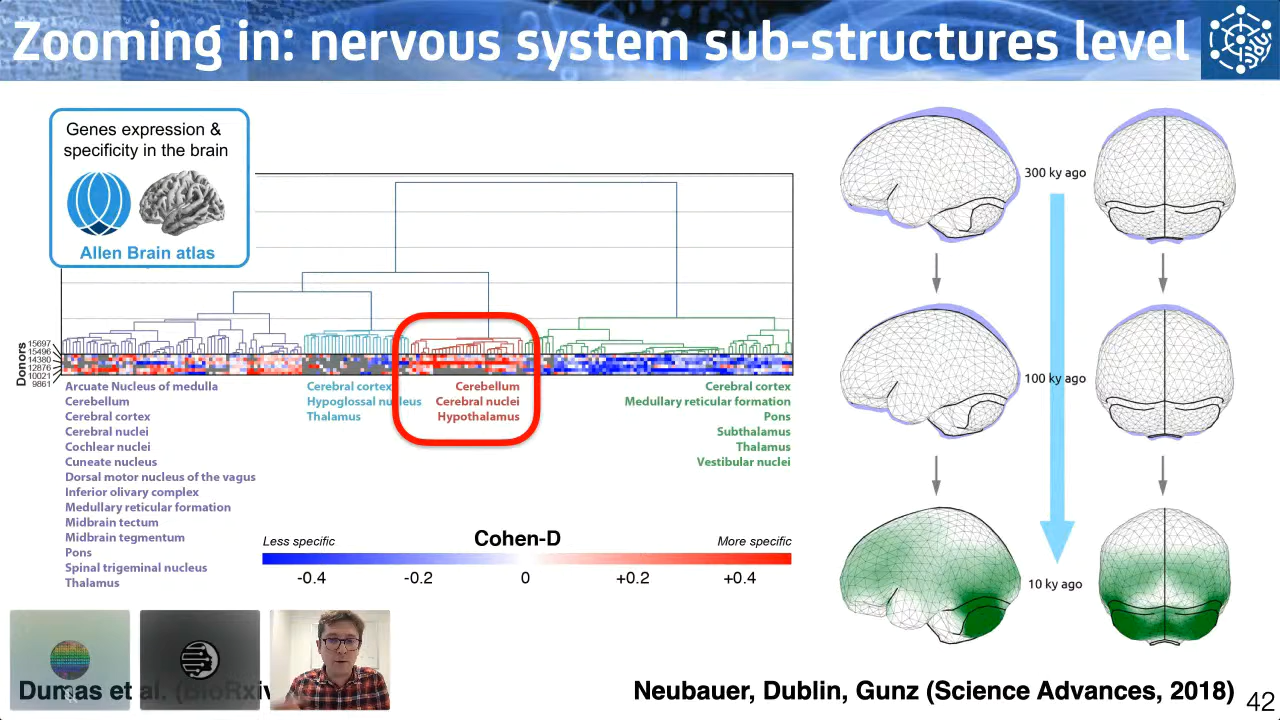 Zooming in: nervous system sub-structures level
Genes expression &
specificity in the brain
Allen Brain atlas
Donors
15697
15496
14380
12876
10021
9861
Arcuate Nucleus of medulla
Cerebellum
Cerebral cortex
Cerebral nuclei
Cochlear nuclei
Cuneate nucleus
Dorsal motor nucleus of the vagus
Inferior olivary complex
Medullary reticular formation
Midbrain tectum
Midbrain tegmentum
Pons
Spinal trigeminal nucleus
Thalamus
Cerebral cortex
Hypoglossal nucleus
Thalamus
Cerebellum
Cerebral nuclei
Hypothalamus
Cerebral cortex
Medullary reticular formation
Pons
Subthalamus
Thalamus
Vestibular nuclei
Less specific
Cohen-D
More specific
-0.4
-0.2
0
+0.2
+0.4
300 ky ago
100 ky ago
10 ky ago
Dumas et al. (BioRxiv
Neubauer, Dublin, Gunz (Science Advances, 2018)
42